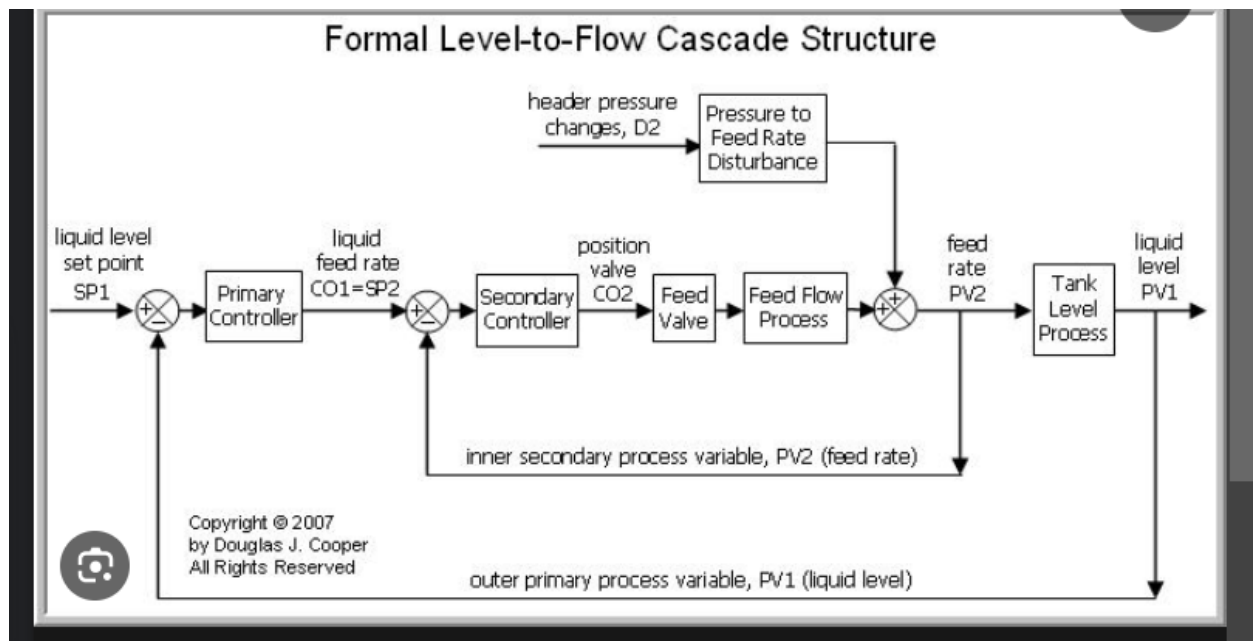 Formal Level-to-Flow Cascade Structure
header pressure
changes, D2
Pressure to
Feed Rate
Disturbance
liquid level
set point
SP1
+
−
Primary
Controller
liquid
feed rate
CO1=SP2
+
−
Secondary
Controller
position
valve
CO2
Feed
Valve
Feed Flow
Process
+
+
feed
rate
PV2
Tank
Level
Process
liquid
level
PV1
inner secondary process variable, PV2 (feed rate)
Copyright © 2007
by Douglas J. Cooper
All Rights Reserved
outer primary process variable, PV1 (liquid level)